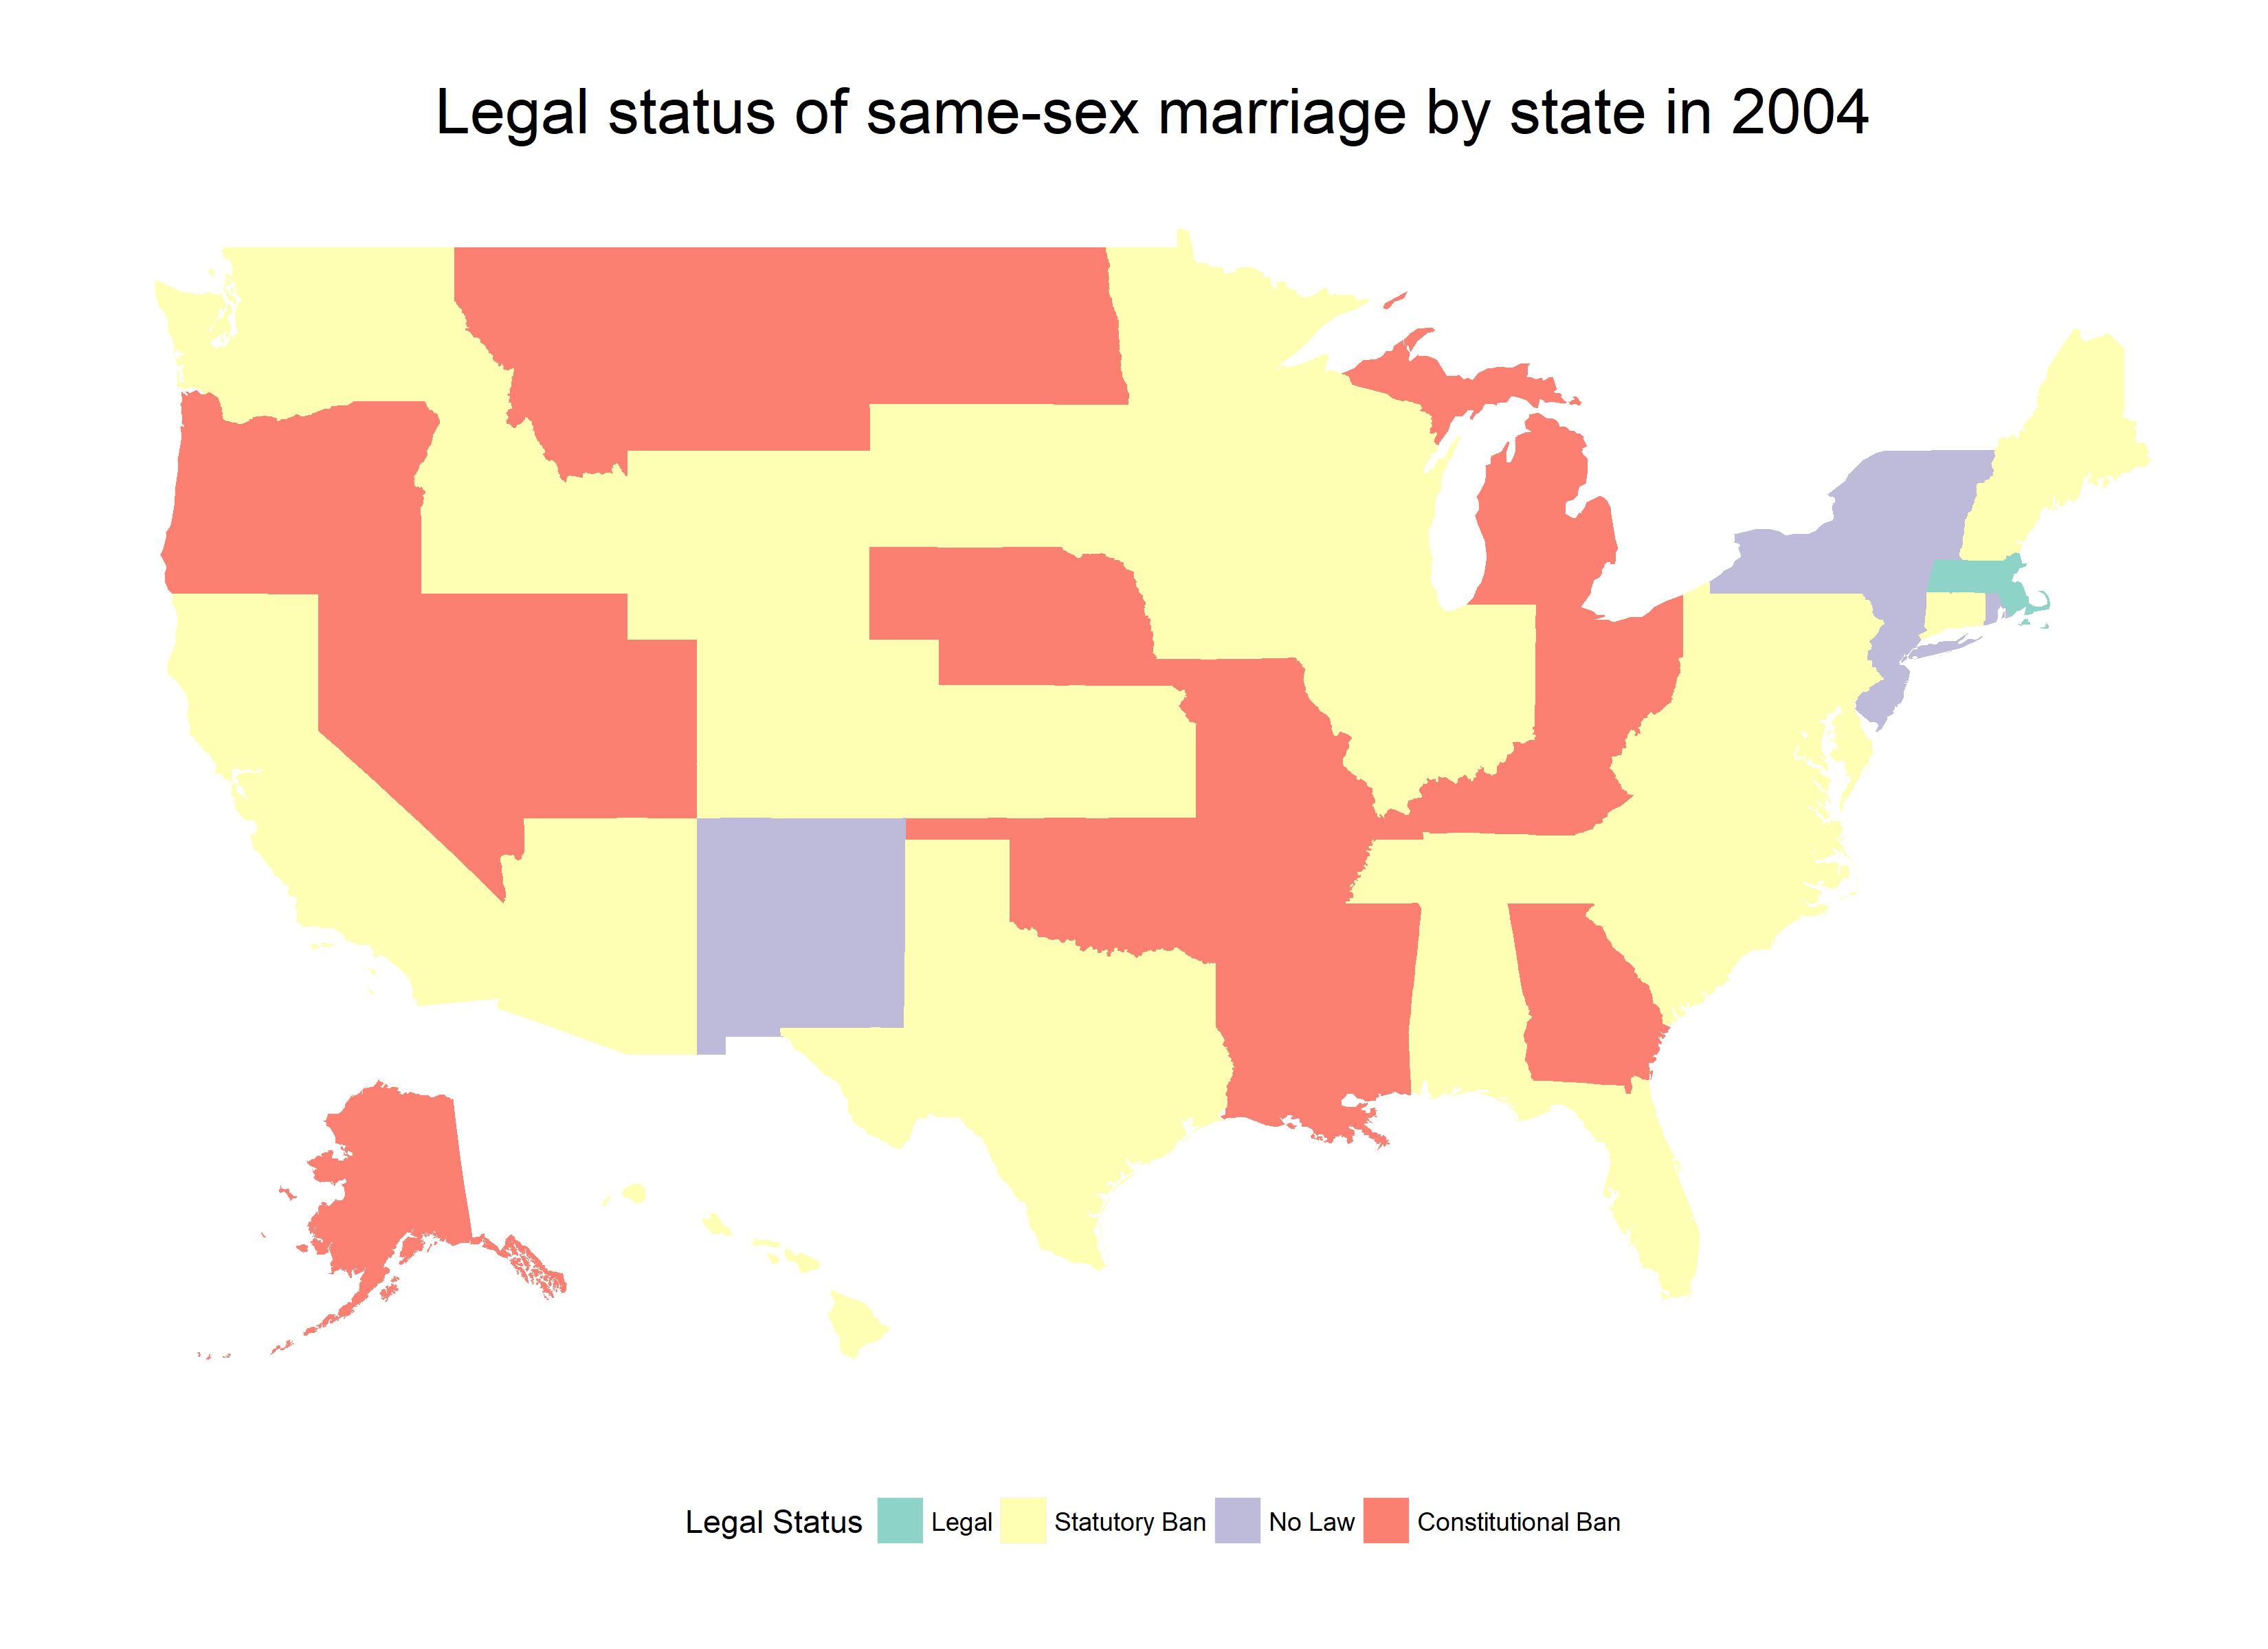 Legal status of same-sex marriage by state in 2004
Legal Status Legal Statutory Ban No Law Constitutional Ban